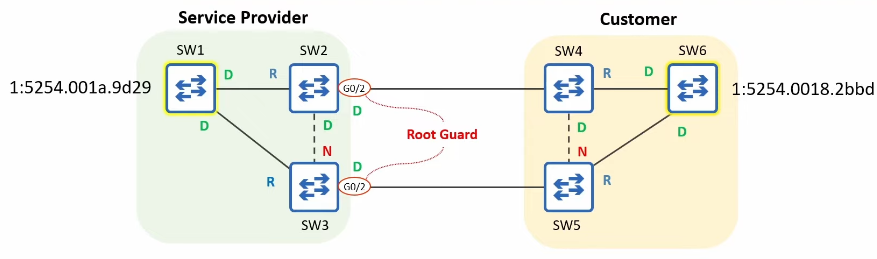 Service Provider
Customer
SW1
SW2
SW4
SW6
1:5254.001a.9d29
D
R
G0/2
R
D
1:5254.0018.2bbd
D
D
D
Root Guard
D
D
N
D
N
R
G0/2
R
SW3
SW5